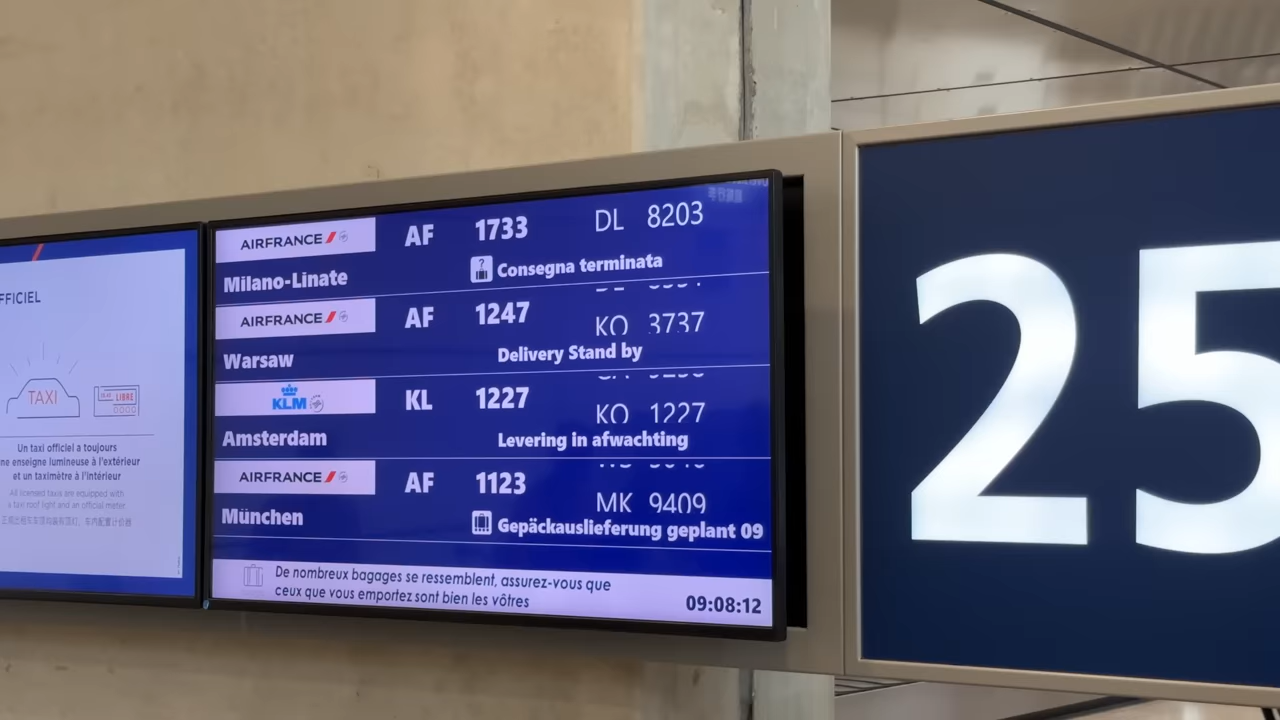 FFICIEL
TAXI
LIBRE
Un taxi officiel a toujours
ne enseigne lumineuse à l'extérieur
et un taximètre à l'intérieur
All licensed taxis are equipped with
a taxi roof light and an official meter
AIRFRANCE AF 1733 DL 8203
Milano-Linate Consegna terminata
AIRFRANCE AF 1247 KO 3737
Warsaw Delivery Stand by
KLM KL 1227 KO 1227
Amsterdam Levering in afwachting
AIRFRANCE AF 1123 MK 9409
München Gepäckauslieferung geplant 09
De nombreux bagages se ressemblent, assurez-vous que
ceux que vous emportez sont bien les vôtres
09:08:12
25